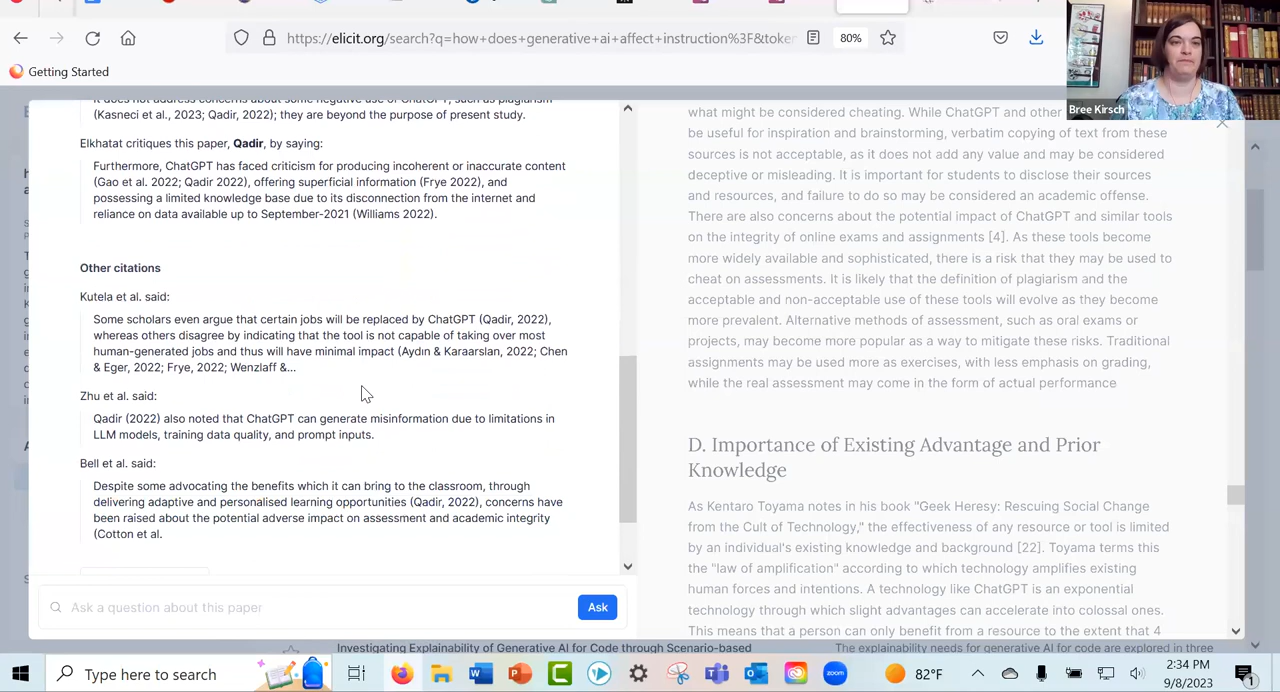 https://elicit.org/search?q=how+does+generative+ai+affect+instruction%3F&token
80%
Getting Started
Bree Kirsch
(Kasneci et al., 2023; Qadir, 2022); they are beyond the purpose of present study.
Elkhatat critiques this paper, Qadir, by saying:
Furthermore, ChatGPT has faced criticism for producing incoherent or inaccurate content
(Gao et al. 2022; Qadir 2022), offering superficial information (Frye 2022), and
possessing a limited knowledge base due to its disconnection from the internet and
reliance on data available up to September-2021 (Williams 2022).
Other citations
Kutela et al. said:
Some scholars even argue that certain jobs will be replaced by ChatGPT (Qadir, 2022),
whereas others disagree by indicating that the tool is not capable of taking over most
human-generated jobs and thus will have minimal impact (Aydın & Karaarslan, 2022; Chen
& Eger, 2022; Frye, 2022; Wenzlaff &...
Zhu et al. said:
Qadir (2022) also noted that ChatGPT can generate misinformation due to limitations in
LLM models, training data quality, and prompt inputs.
Bell et al. said:
Despite some advocating the benefits which it can bring to the classroom, through
delivering adaptive and personalised learning opportunities (Qadir, 2022), concerns have
been raised about the potential adverse impact on assessment and academic integrity
(Cotton et al.
Ask a question about this paper
Ask
what might be considered cheating. While ChatGPT and other
be useful for inspiration and brainstorming, verbatim copying of text from these
sources is not acceptable, as it does not add any value and may be considered
deceptive or misleading. It is important for students to disclose their sources
and resources, and failure to do so may be considered an academic offense.
There are also concerns about the potential impact of ChatGPT and similar tools
on the integrity of online exams and assignments [4]. As these tools become
more widely available and sophisticated, there is a risk that they may be used to
cheat on assessments. It is likely that the definition of plagiarism and the
acceptable and non-acceptable use of these tools will evolve as they become
more prevalent. Alternative methods of assessment, such as oral exams or
projects, may become more popular as a way to mitigate these risks. Traditional
assignments may be used more as exercises, with less emphasis on grading,
while the real assessment may come in the form of actual performance
D. Importance of Existing Advantage and Prior
Knowledge
As Kentaro Toyama notes in his book "Geek Heresy: Rescuing Social Change
from the Cult of Technology," the effectiveness of any resource or tool is limited
by an individual's existing knowledge and background [22]. Toyama terms this
the "law of amplification" according to which technology amplifies existing
human forces and intentions. A technology like ChatGPT is an exponential
technology through which slight advantages can accelerate into colossal ones.
This means that a person can only benefit from a resource to the extent that 4
Investigating Explainability of Generative AI for Code through Scenario-based
The explainability needs for generative AI for code are explored in three
Type here to search
zoom
82°F
2:34 PM
9/8/2023
1